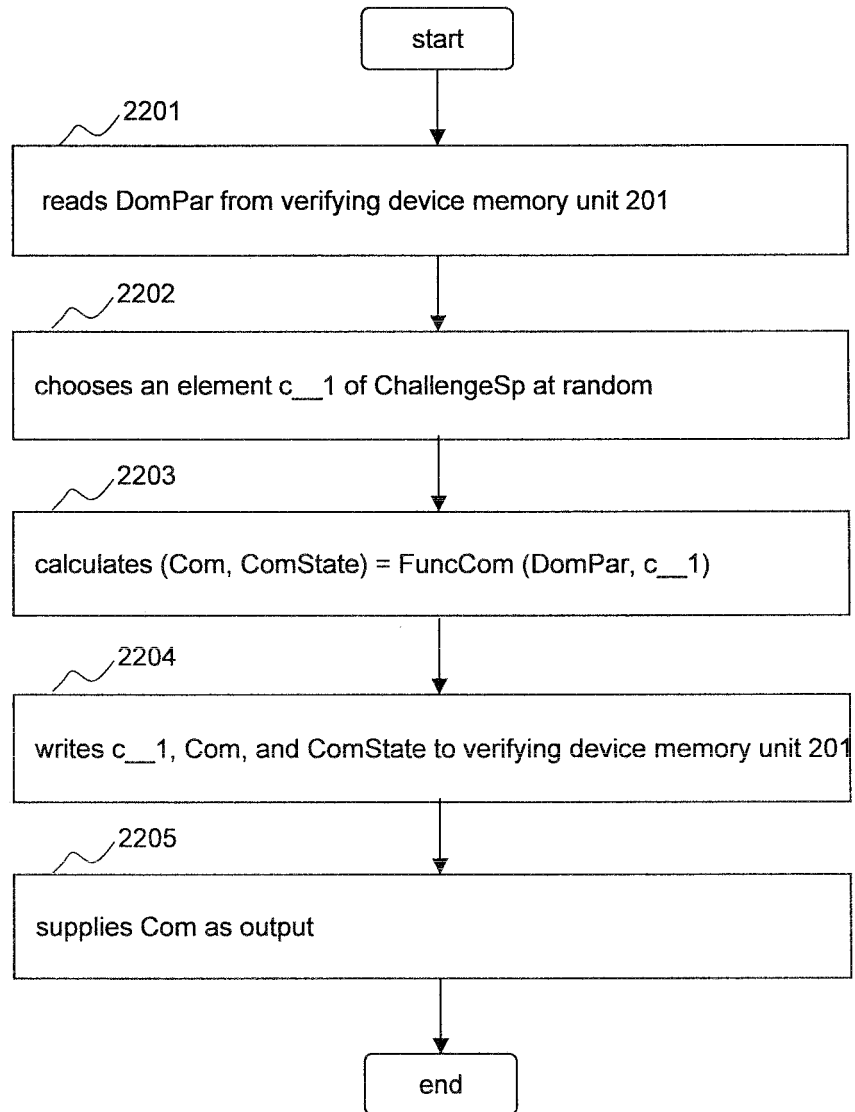 start
2201
reads DomPar from verifying device memory unit 201
2202
chooses an element c__1 of ChallengeSp at random
2203
calculates (Com, ComState) = FuncCom (DomPar, c__1)
2204
writes c__1, Com, and ComState to verifying device memory unit 201
2205
supplies Com as output
end